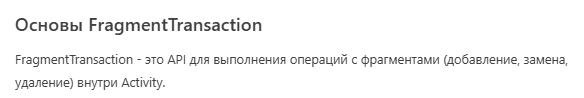 Основы FragmentTransaction
FragmentTransaction - это API для выполнения операций с фрагментами (добавление, замена,
удаление) внутри Activity.